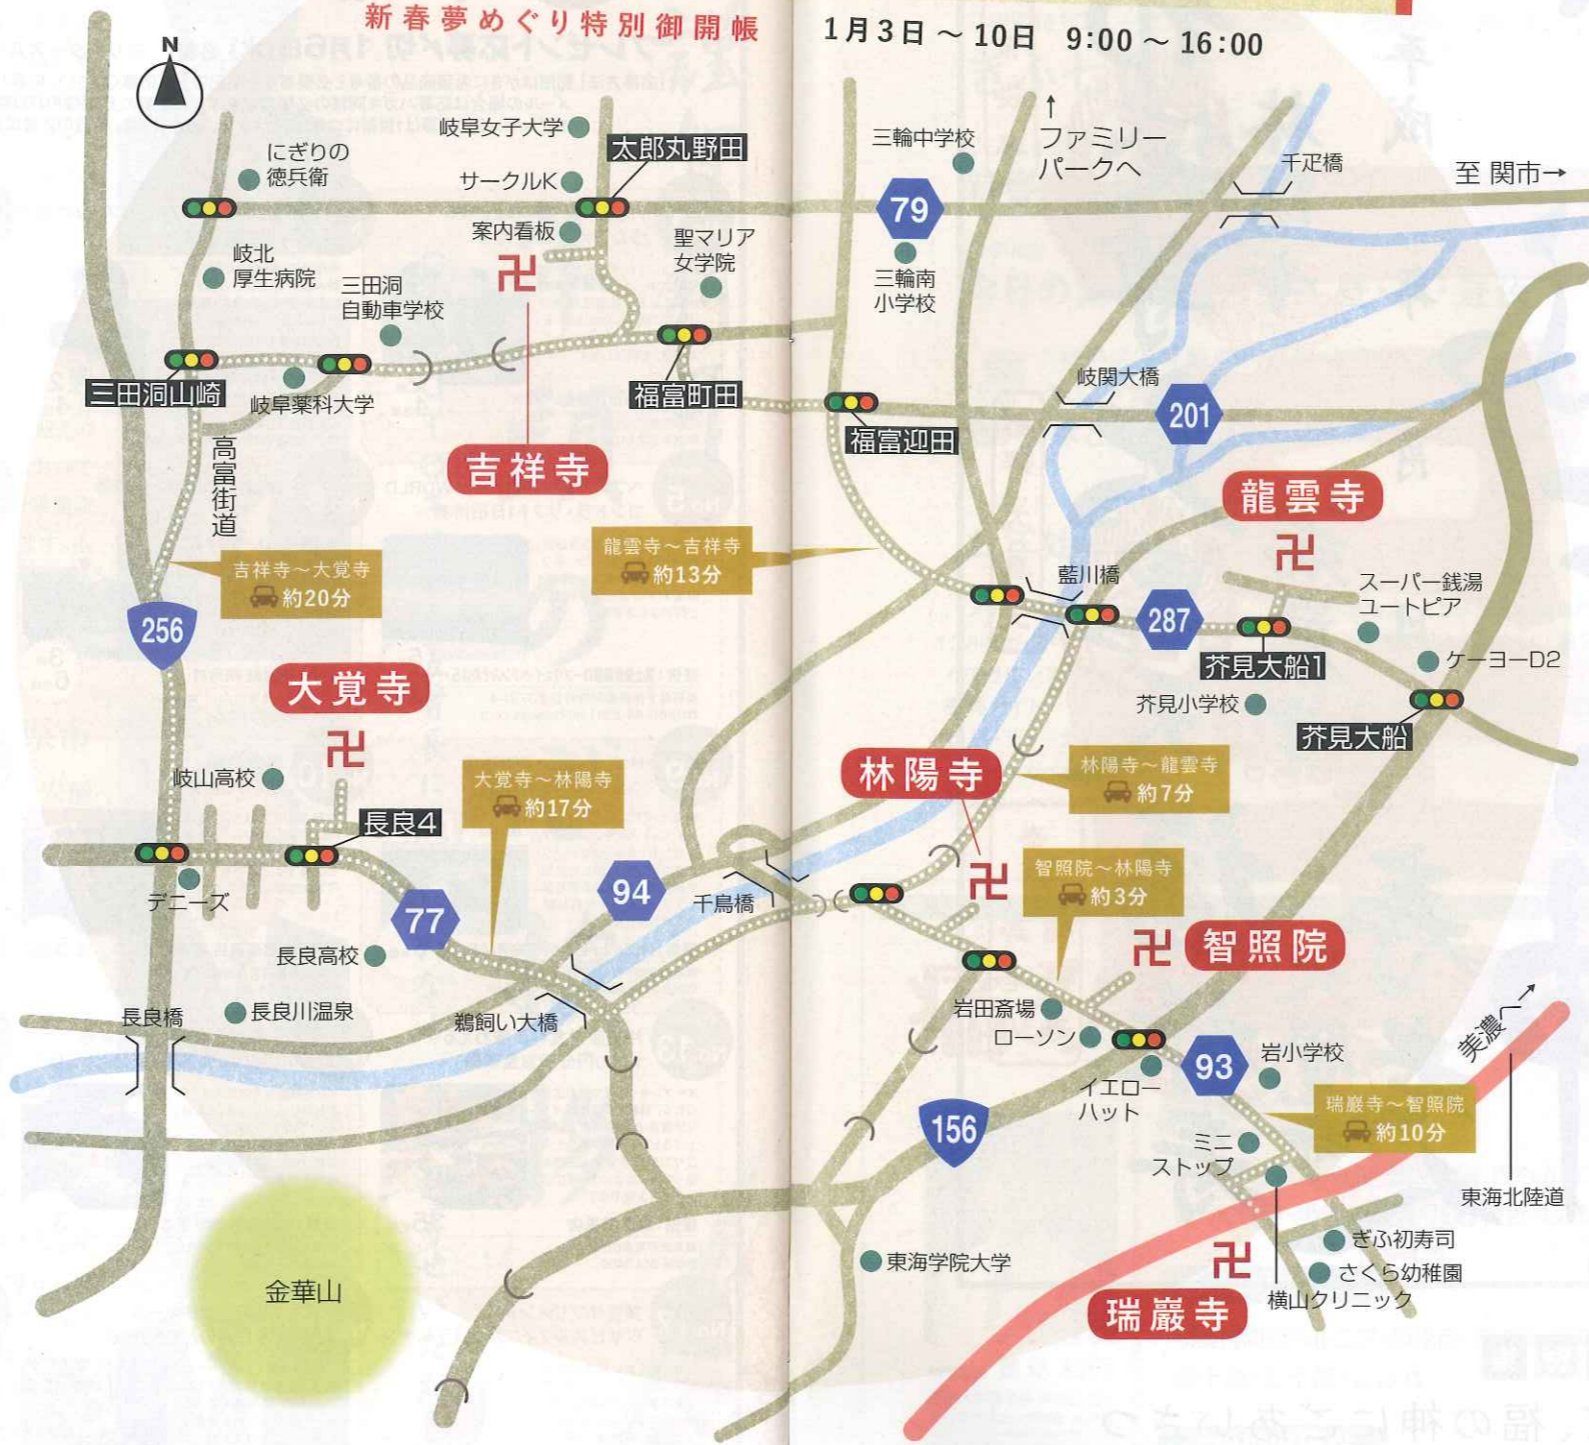 新春夢めぐり特別御開帳
1月3日～10日 9:00～16:00
N
岐阜女子大学
太郎丸野田
三輪中学校
↑
ファミリー
パークへ
千疋橋
至 関市→
にぎりの
徳兵衛
サークルK
79
案内看板
聖マリア
女学院
岐北
厚生病院
三田洞
自動車学校
卍
三輪南
小学校
三田洞山崎
岐阜薬科大学
福富町田
岐関大橋
201
福富迎田
高富街道
吉祥寺
龍雲寺
卍
吉祥寺～大覚寺
約20分
龍雲寺～吉祥寺
約13分
藍川橋
スーパー銭湯
ユートピア
256
287
芥見大船1
ケーヨーD2
大覚寺
卍
芥見小学校
芥見大船
岐山高校
大覚寺～林陽寺
約17分
林陽寺
林陽寺～龍雲寺
約7分
長良4
デニーズ
77
94
千鳥橋
卍
智照院～林陽寺
約3分
卍
智照院
長良高校
長良橋
長良川温泉
鵜飼い大橋
岩田斎場
ローソン
美濃へ→
イエロー
ハット
93
岩小学校
156
瑞巖寺～智照院
約10分
ミニ
ストップ
東海北陸道
金華山
東海学院大学
卍
ぎふ初寿司
さくら幼稚園
横山クリニック
瑞巖寺